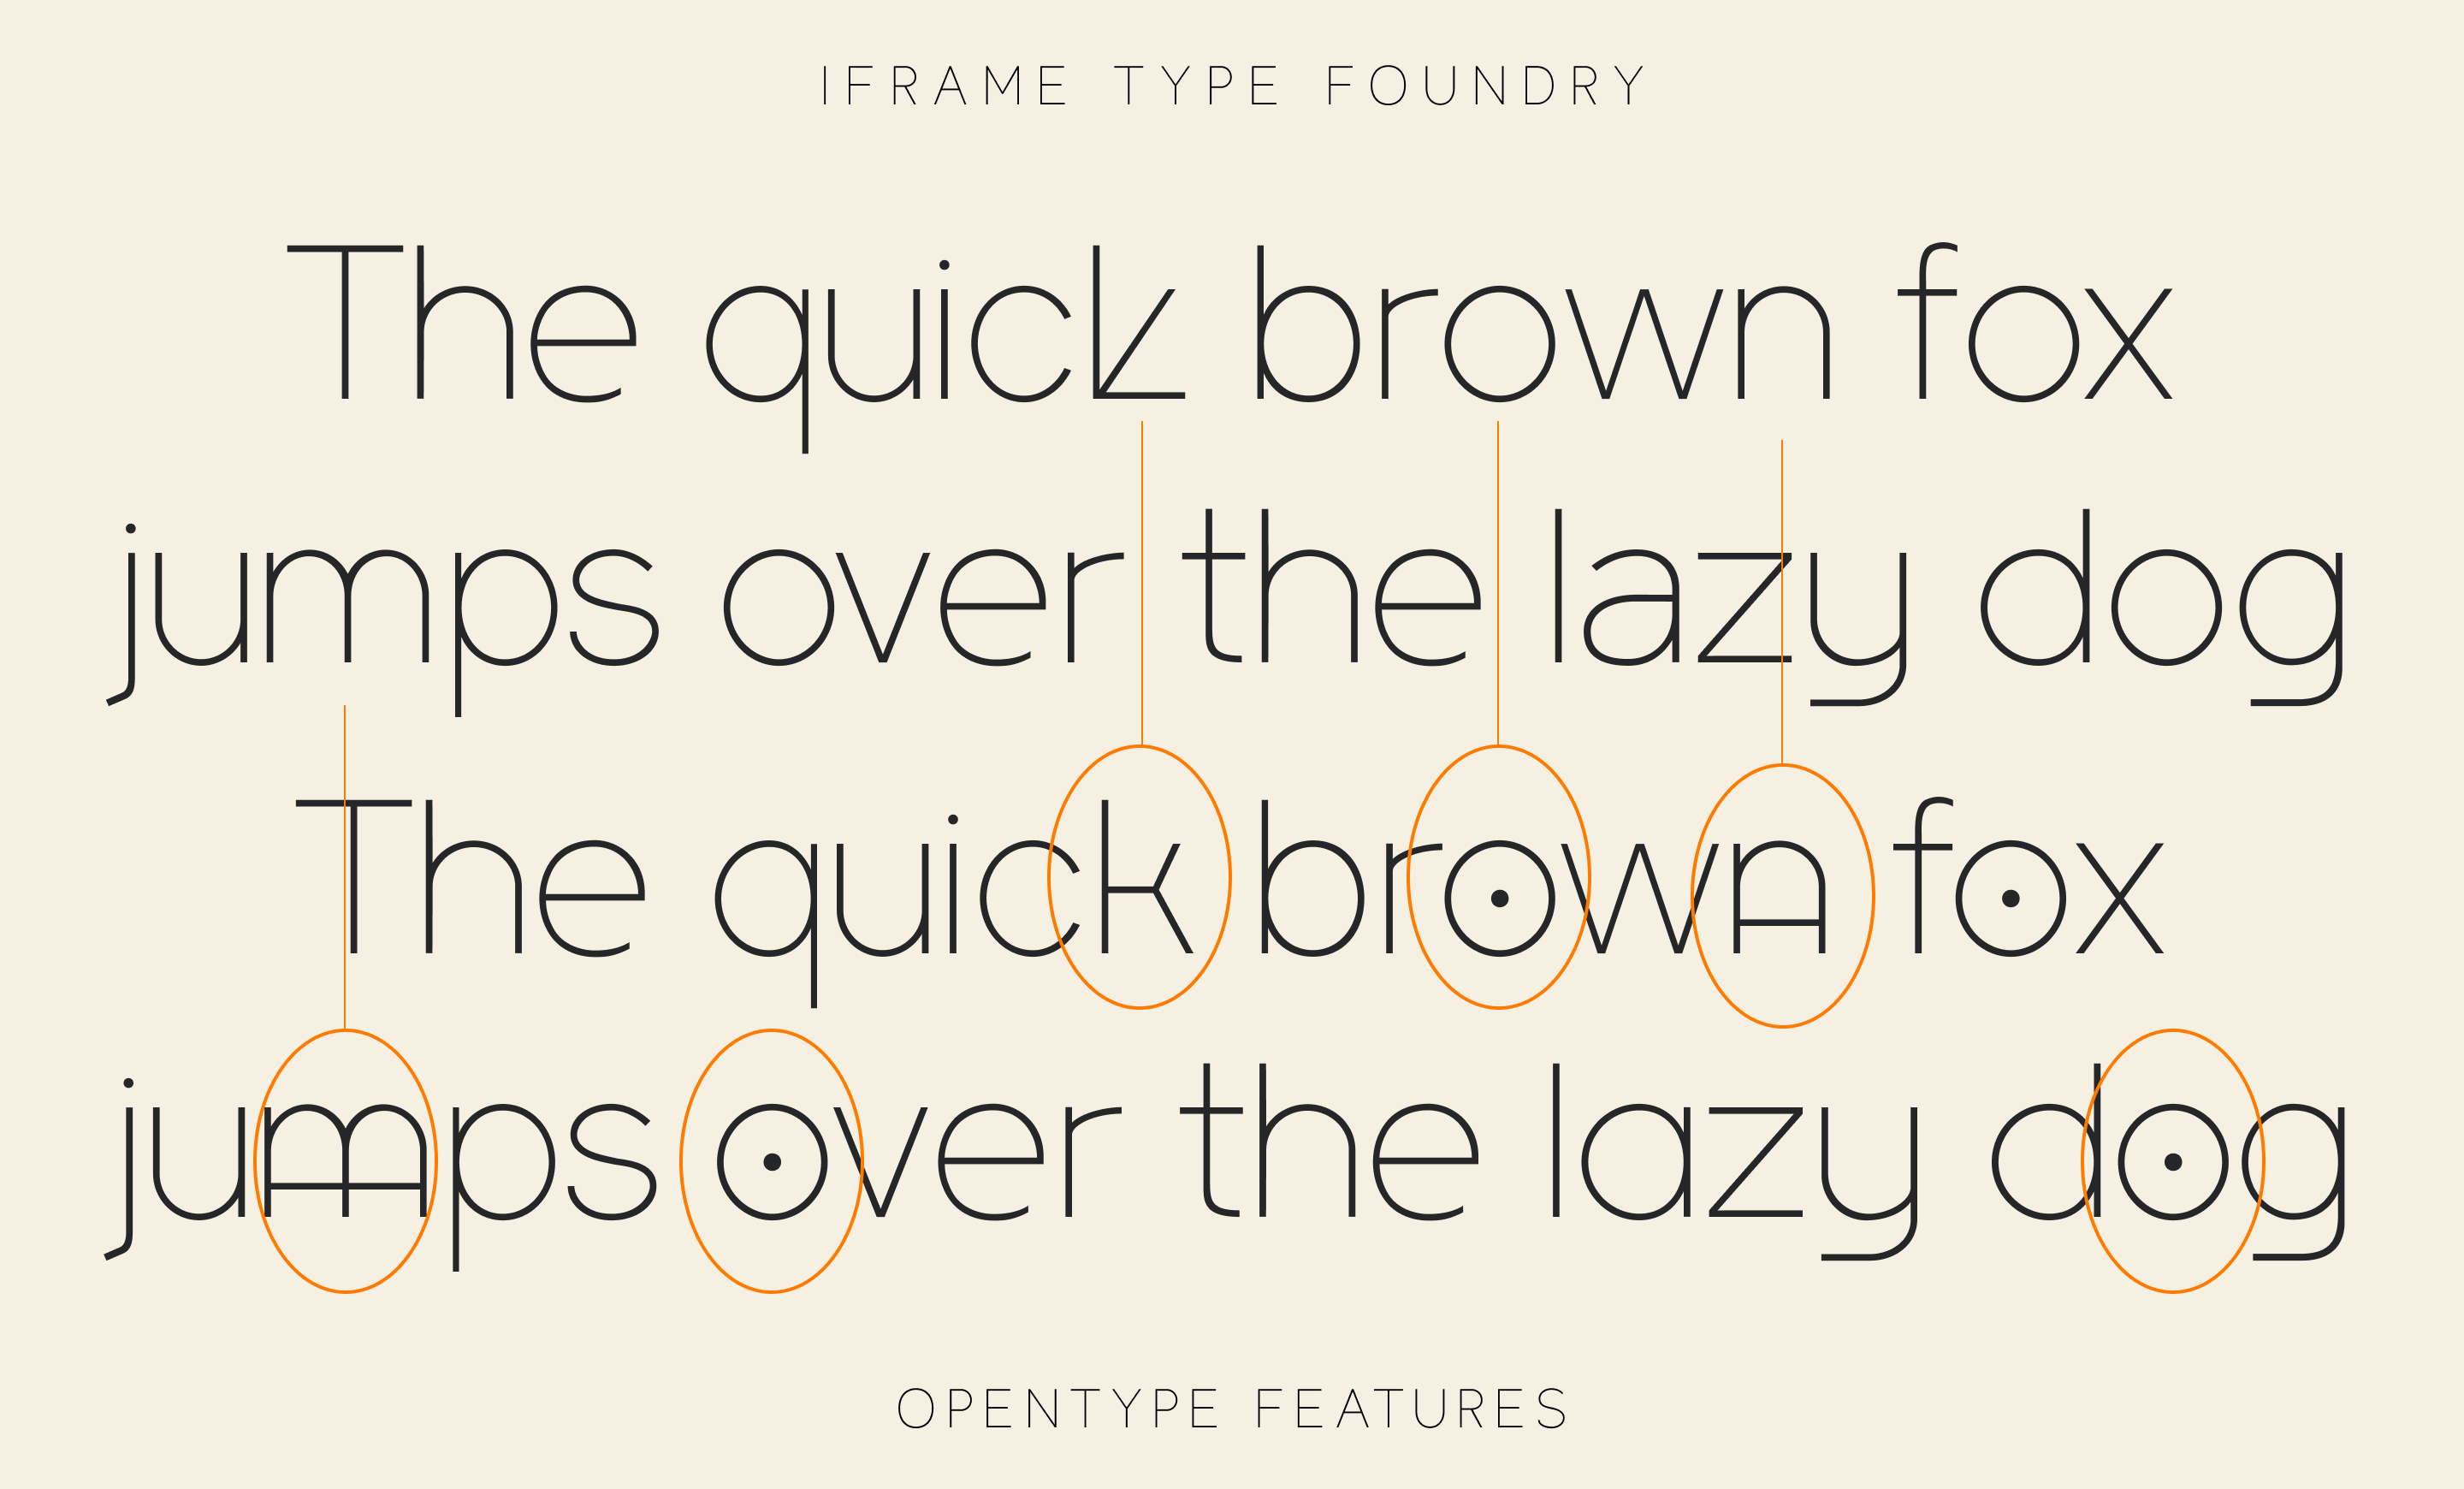 IFRAME TYPE FOUNDRY
The quick brown fox
jumps over the lazy dog
The quick brown fox
jumps over the lazy dog
OPENTYPE FEATURES